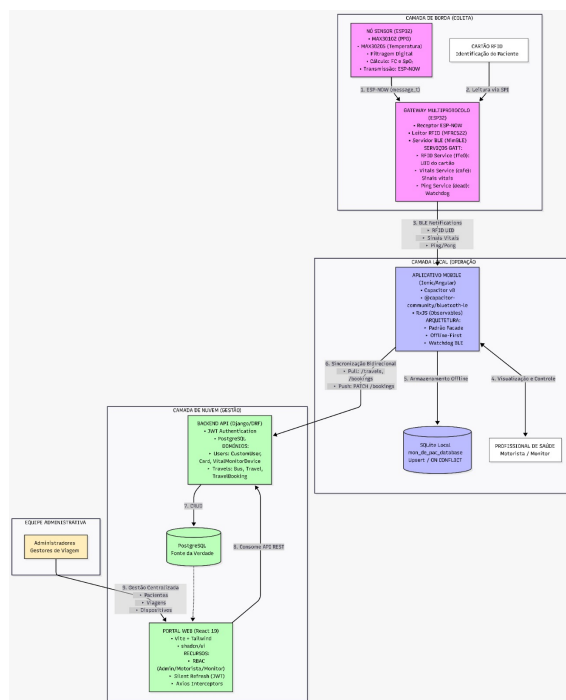 CAMADA DE BORDA (COLETA)
NÓ SENSOR (ESP32)
• MAX30102 (PPG)
• MAX30205 (Temperatura)
• Filtragem Digital
• Cálculo: FC e SpO₂
• Transmissão: ESP-NOW
CARTÃO RFID
Identificação do Paciente
1. ESP-NOW (message_t)
2. Leitura via SPI
GATEWAY MULTIPROTOCOLO
(ESP32)
• Receptor ESP-NOW
• Leitor RFID (MFRC522)
• Servidor BLE (NimBLE)
SERVIÇOS GATT:
• RFID Service (ffe0):
UID do cartão
• Vitals Service (cafe):
Sinais vitais
• Ping Service (dead):
Watchdog
3. BLE Notifications
• RFID UID
• Sinais Vitais
• Ping/Pong
CAMADA LOCAL (OPERAÇÃO
APLICATIVO MOBILE
(Ionic/Angular)
• Capacitor v8
• @capacitor-
community/bluetooth-le
• RxJS (Observables)
ARQUITETURA:
• Padrão Facade
• Offline-First
• Watchdog BLE
6. Sincronização Bidirecional
• Pull: /travels,
/bookings
• Push: PATCH /bookings
5. Armazenamento Offline
4. Visualização e Controle
SQLite Local
mon_de_pac_database
Upsert / ON CONFLICT
PROFISSIONAL DE SAÚDE
Motorista / Monitor
CAMADA DE NUVEM (GESTÃO)
BACKEND API (Django/DRF)
• JWT Authentication
• PostgreSQL
DOMÍNIOS:
• Users: CustomUser,
Card, VitalMonitorDevice
• Travels: Bus, Travel,
TravelBooking
7. CRUD
8. Consome API REST
PostgreSQL
Fonte da Verdade
EQUIPE ADMINISTRATIVA
Administradores
Gestores de Viagem
9. Gestão Centralizada
• Pacientes
• Viagens
• Dispositivos
PORTAL WEB (React 19)
• Vite + Tailwind
• shadcn/ui
RECURSOS:
• RBAC
(Admin/Motorista/Monitor)
• Silent Refresh (JWT)
• Axios Interceptors